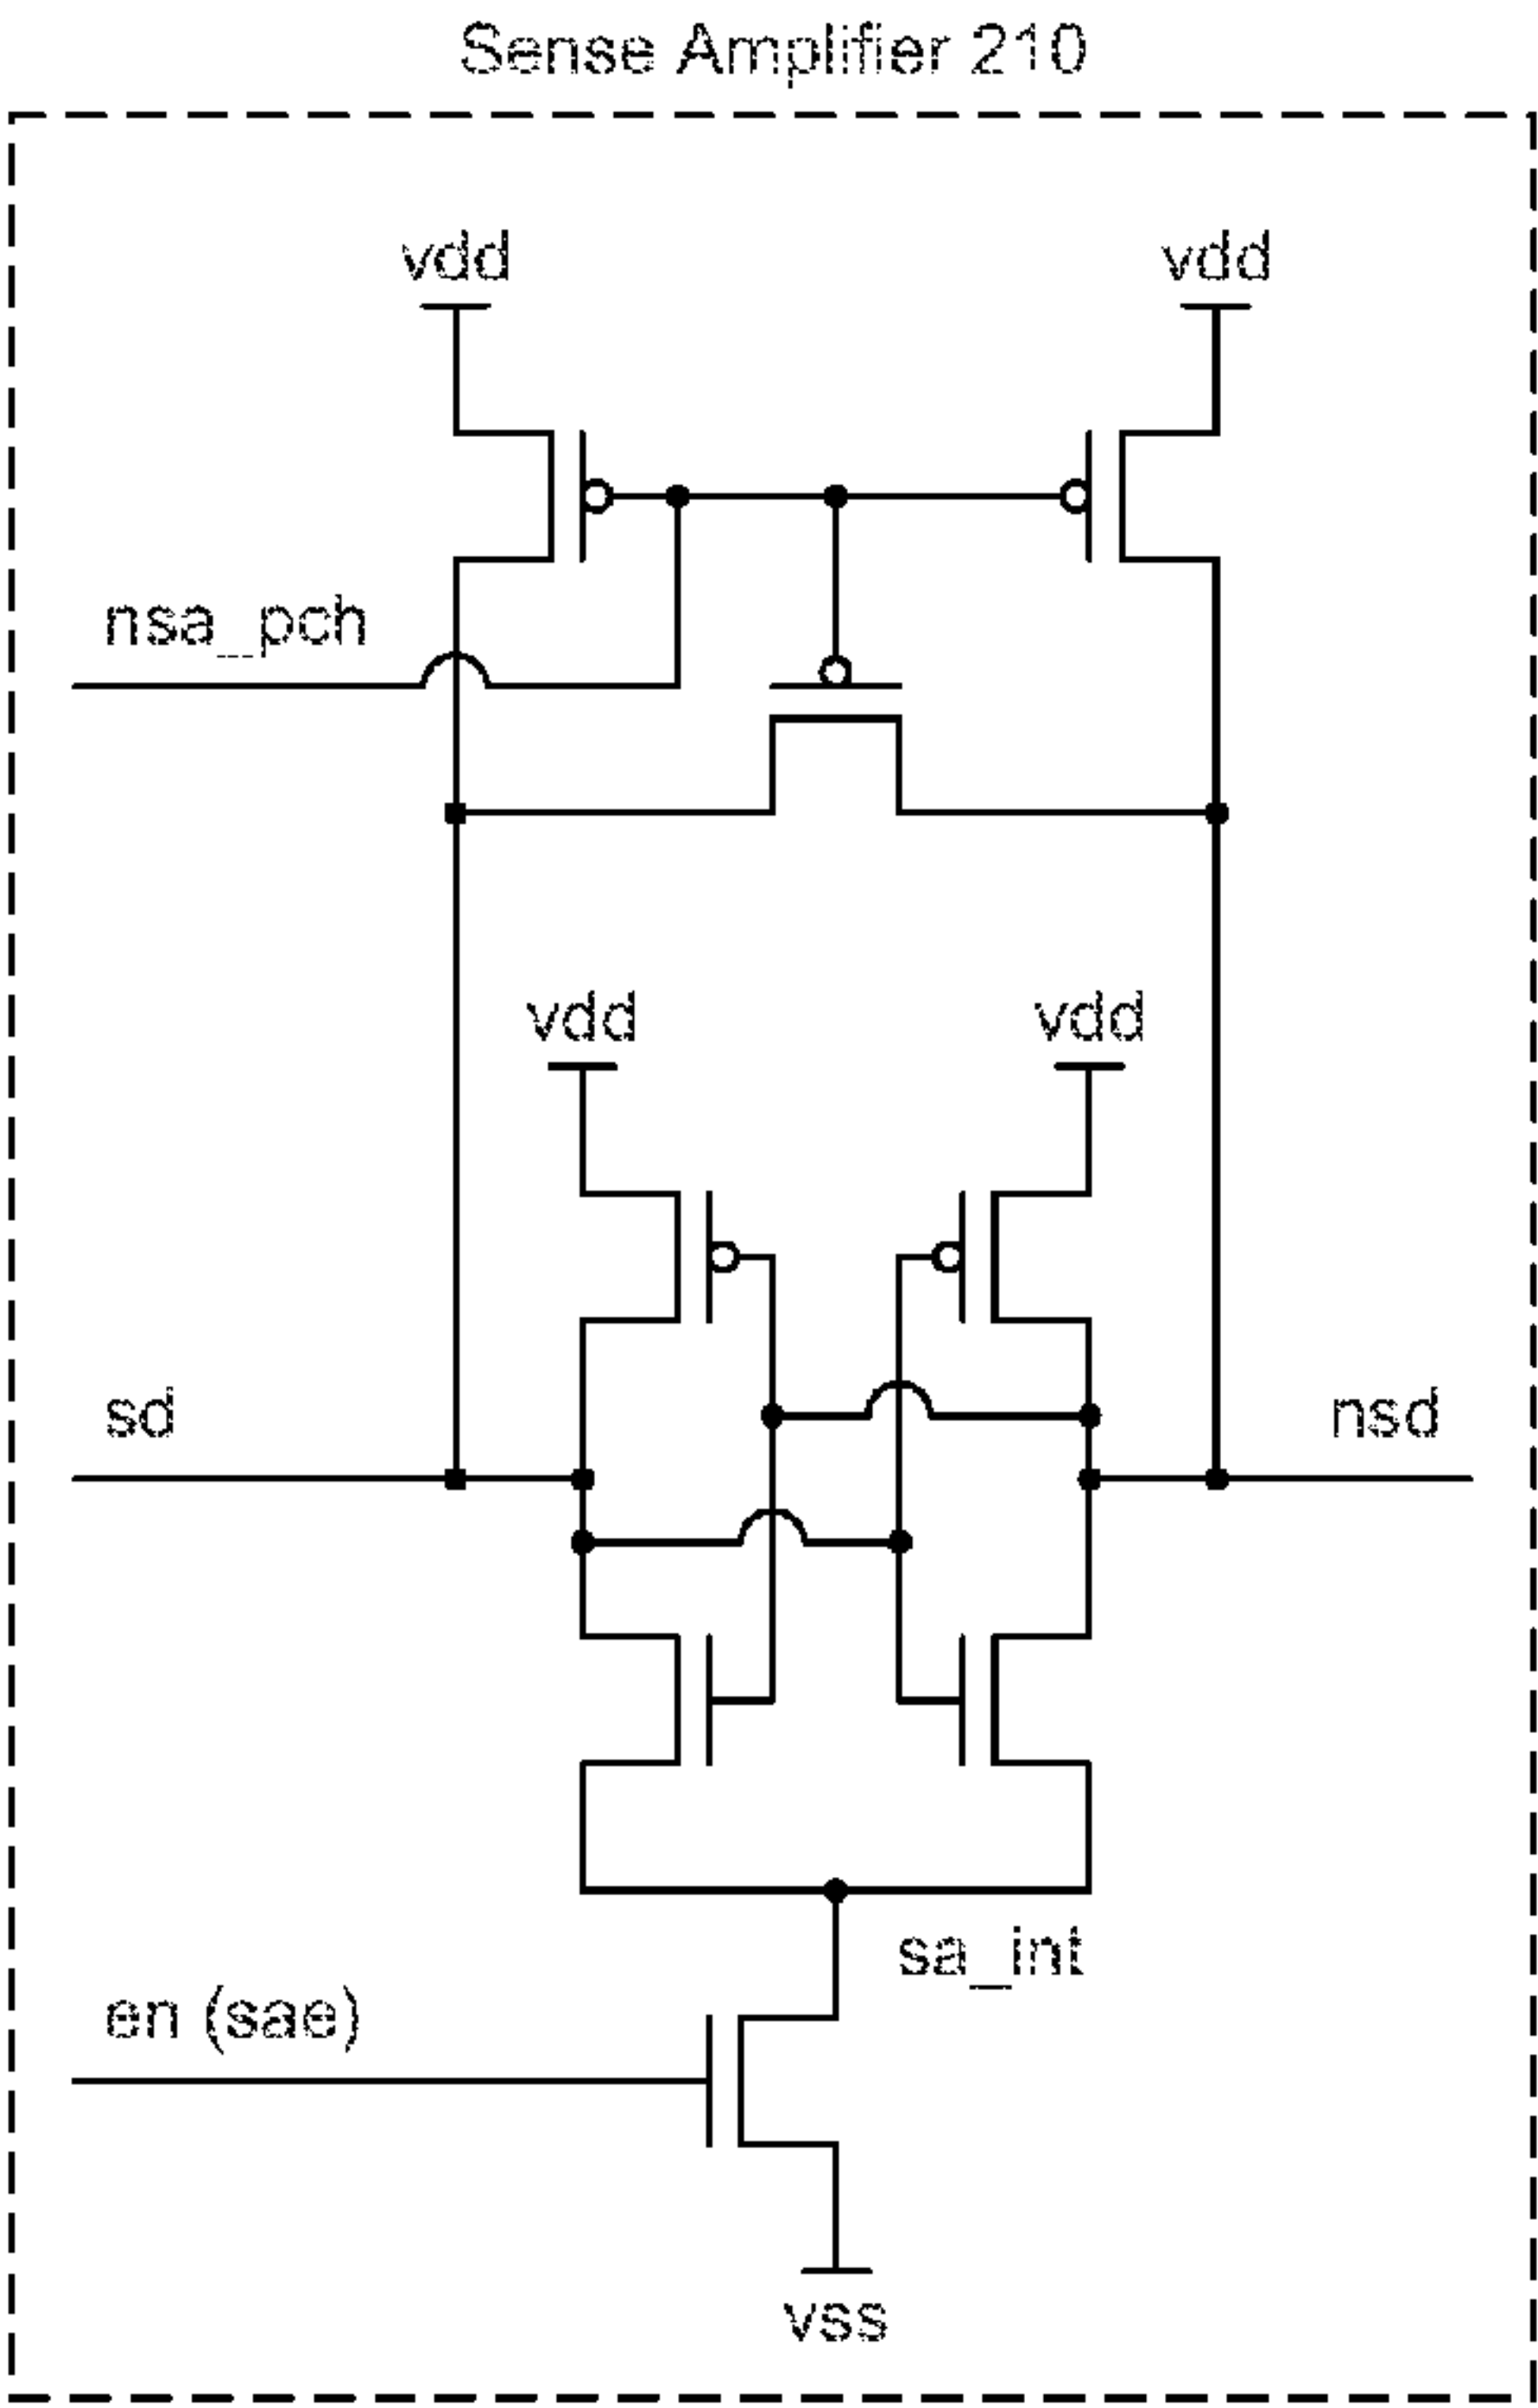 Sense Amplifier 210
vdd
vdd
nsa_pch
vdd
vdd
sd
nsd
sa_int
en (sae)
vss